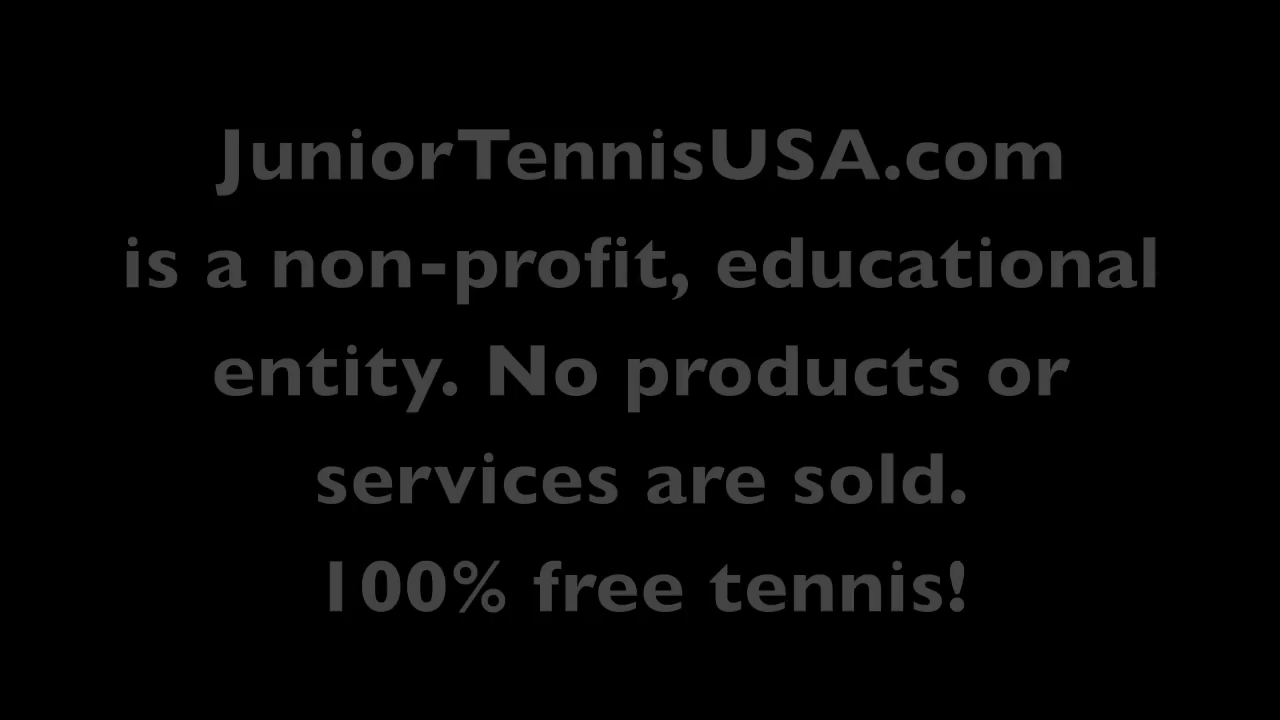 JuniorTennisUSA.com
is a non-profit, educational
entity. No products or
services are sold.
100% free tennis!